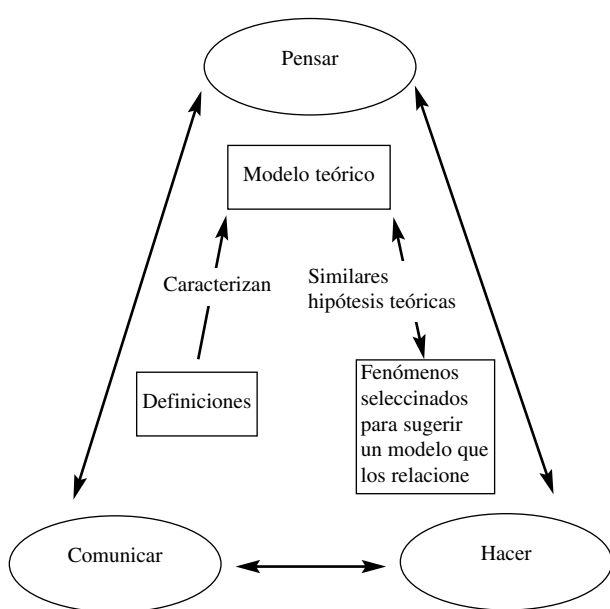 Pensar
Modelo teórico
Caracterizan
Similares
hipótesis teóricas
Definiciones
Fenómenos
seleccinados
para sugerir
un modelo que
los relacione
Comunicar
Hacer